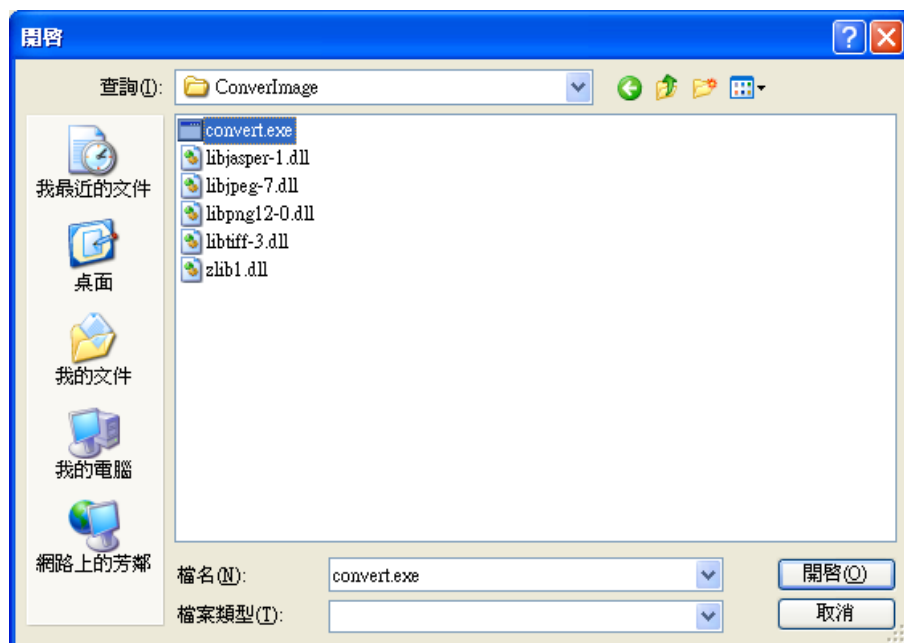 開啓
查詢(I): ConverImage
我最近的文件
桌面
我的文件
我的電腦
網路上的芳鄰
convert.exe
libjasper-1.dll
libjpeg-7.dll
libpng12-0.dll
libtiff-3.dll
zlib1.dll
檔名(N): convert.exe 開啓(O)
檔案類型(T): 取消